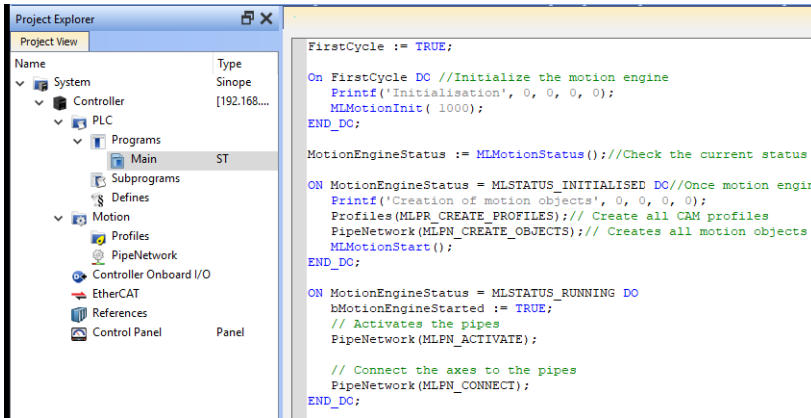 Project Explorer
Project View
Name Type
System Sinope
Controller [192.168....
PLC
Programs
Main ST
Subprograms
Defines
Motion
Profiles
PipeNetwork
Controller Onboard I/O
EtherCAT
References
Control Panel Panel
FirstCycle := TRUE;
On FirstCycle DO //Initialize the motion engine
Printf('Initialisation', 0, 0, 0, 0);
MLMotionInit( 1000);
END_DO;
MotionEngineStatus := MLMotionStatus();//Check the current status
ON MotionEngineStatus = MLSTATUS_INITIALISED DO//Once motion engin
Printf('Creation of motion objects', 0, 0, 0, 0);
Profiles(MLPR_CREATE_PROFILES);// Create all CAM profiles
PipeNetwork(MLPN_CREATE_OBJECTS);// Creates all motion objects
MLMotionStart();
END_DO;
ON MotionEngineStatus = MLSTATUS_RUNNING DO
bMotionEngineStarted := TRUE;
// Activates the pipes
PipeNetwork(MLPN_ACTIVATE);
// Connect the axes to the pipes
PipeNetwork(MLPN_CONNECT);
END_DO;